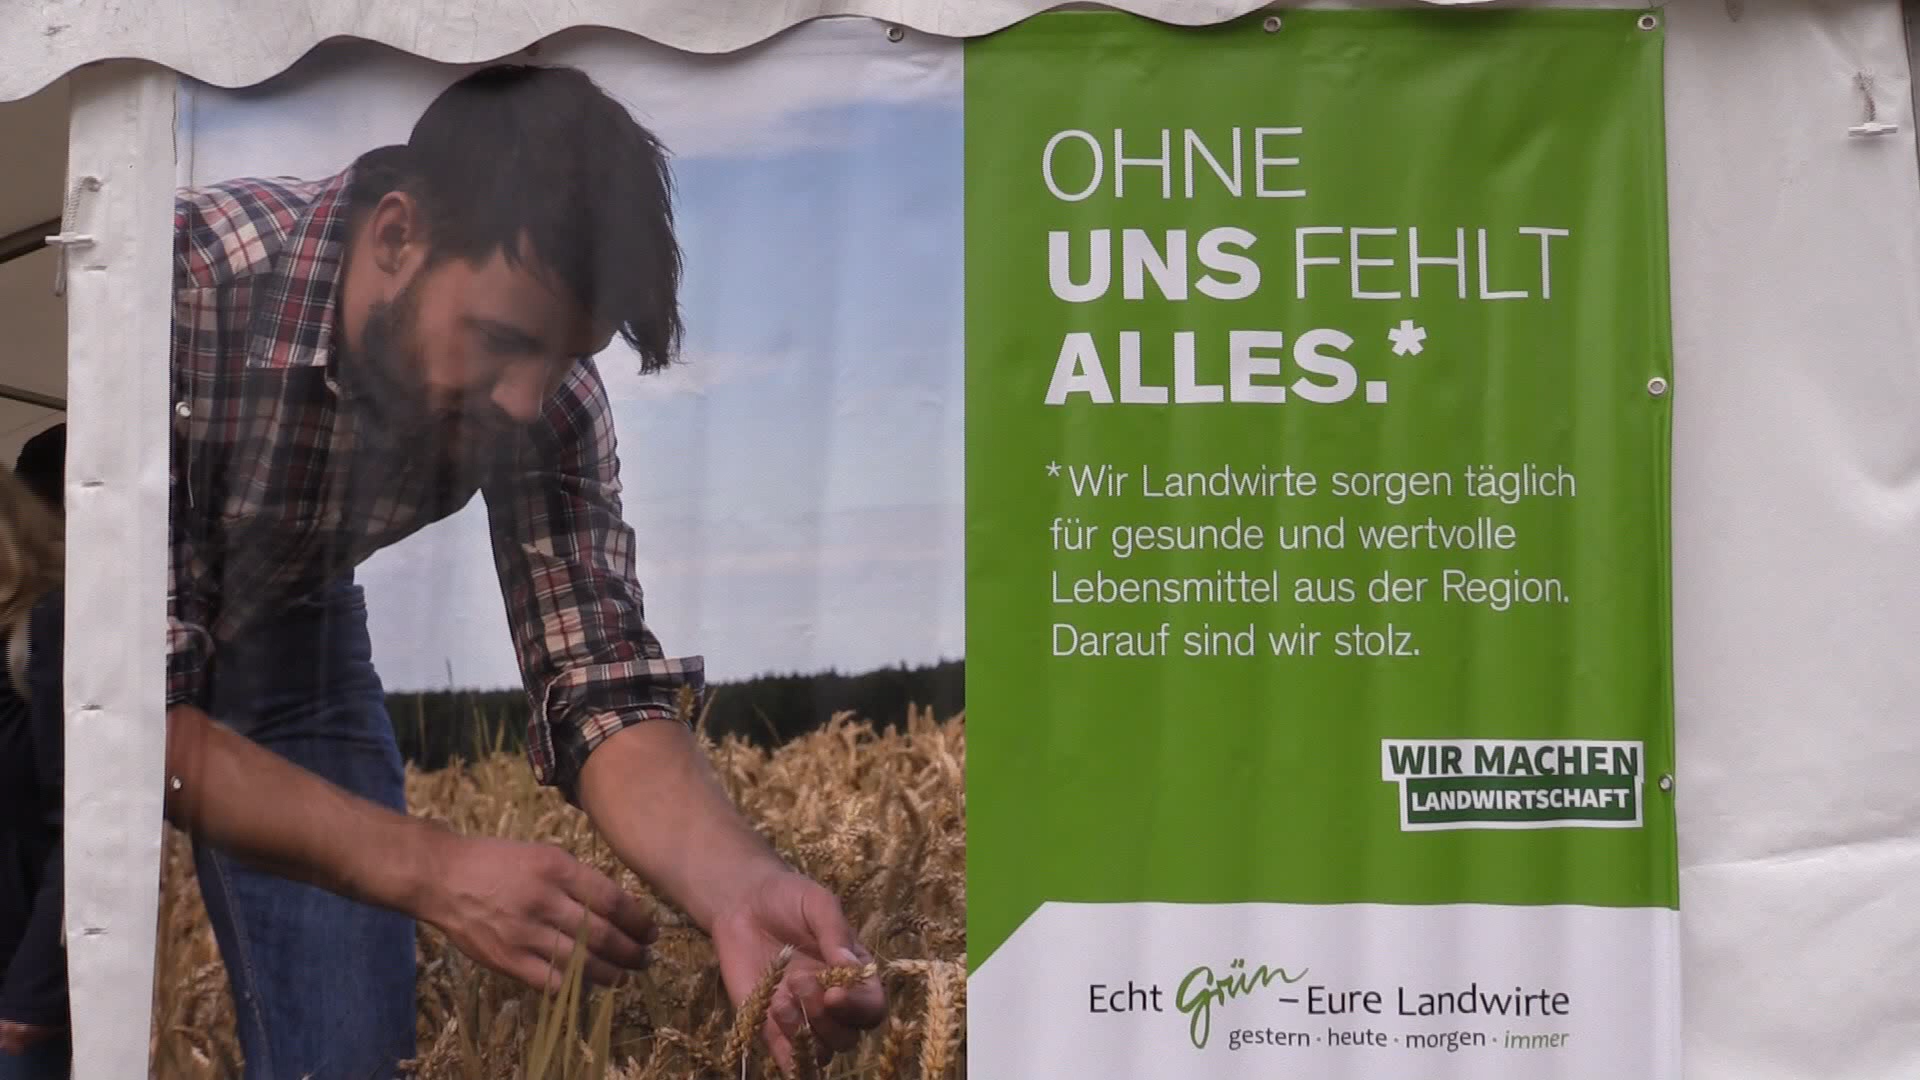 OHNE
UNS FEHLT
ALLES.*
*Wir Landwirte sorgen täglich
für gesunde und wertvolle
Lebensmittel aus der Region.
Darauf sind wir stolz.
WIR MACHEN
LANDWIRTSCHAFT
Echt Grün – Eure Landwirte
gestern · heute · morgen · immer